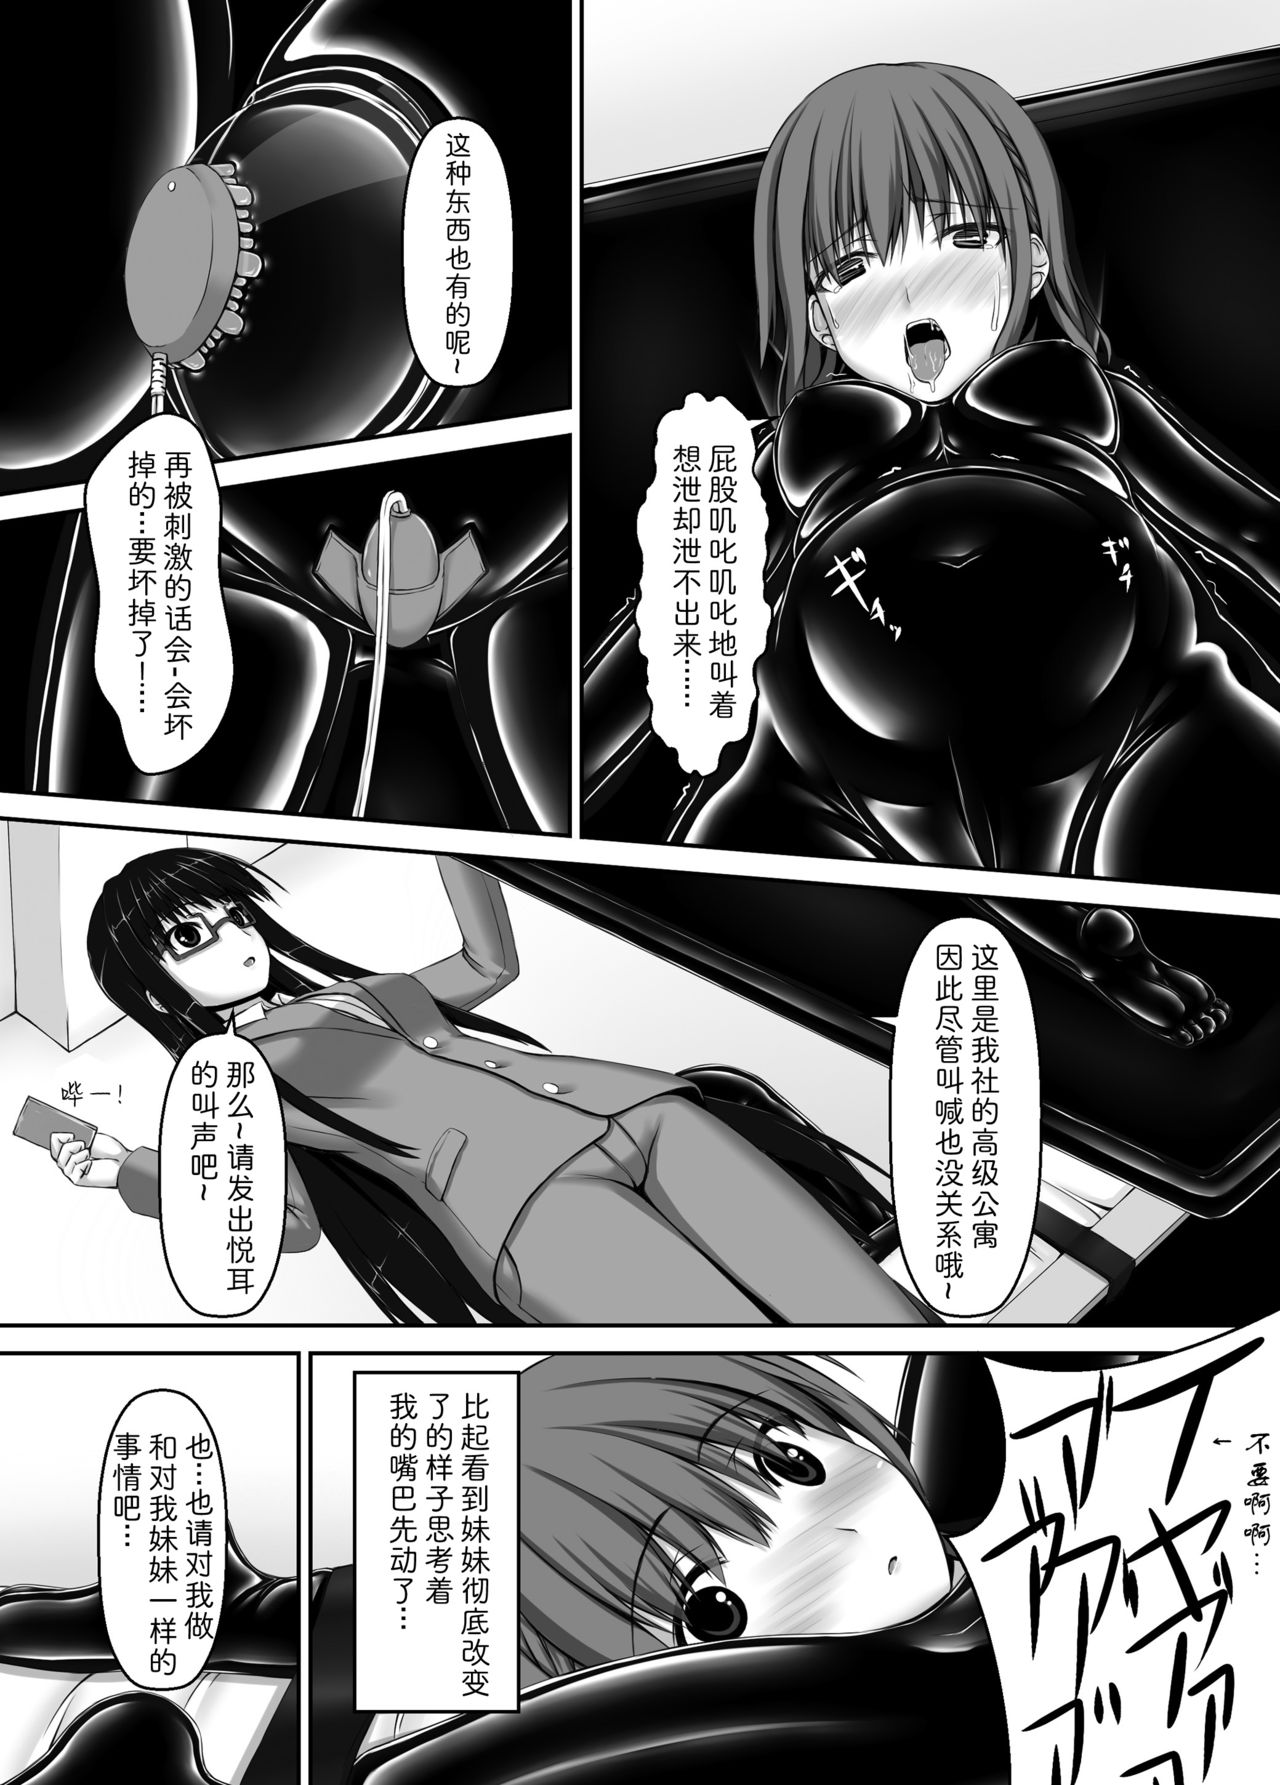 屁股叽叱叽叱地叫着
想泄却泄不出来……
ギチ
ギチッ
这种东西也有的呢~
再被刺激的话会-会坏
掉的…要坏掉了!……
这里是我社的高级公寓
因此尽管叫喊也没关系哦~
那么~请发出悦耳
的叫声吧~
哔一!
不要啊啊…
比起看到妹妹彻底改变
了的样子思考着
我的嘴巴先动了…
也…也请对我做
和对我妹妹一样的
事情吧…